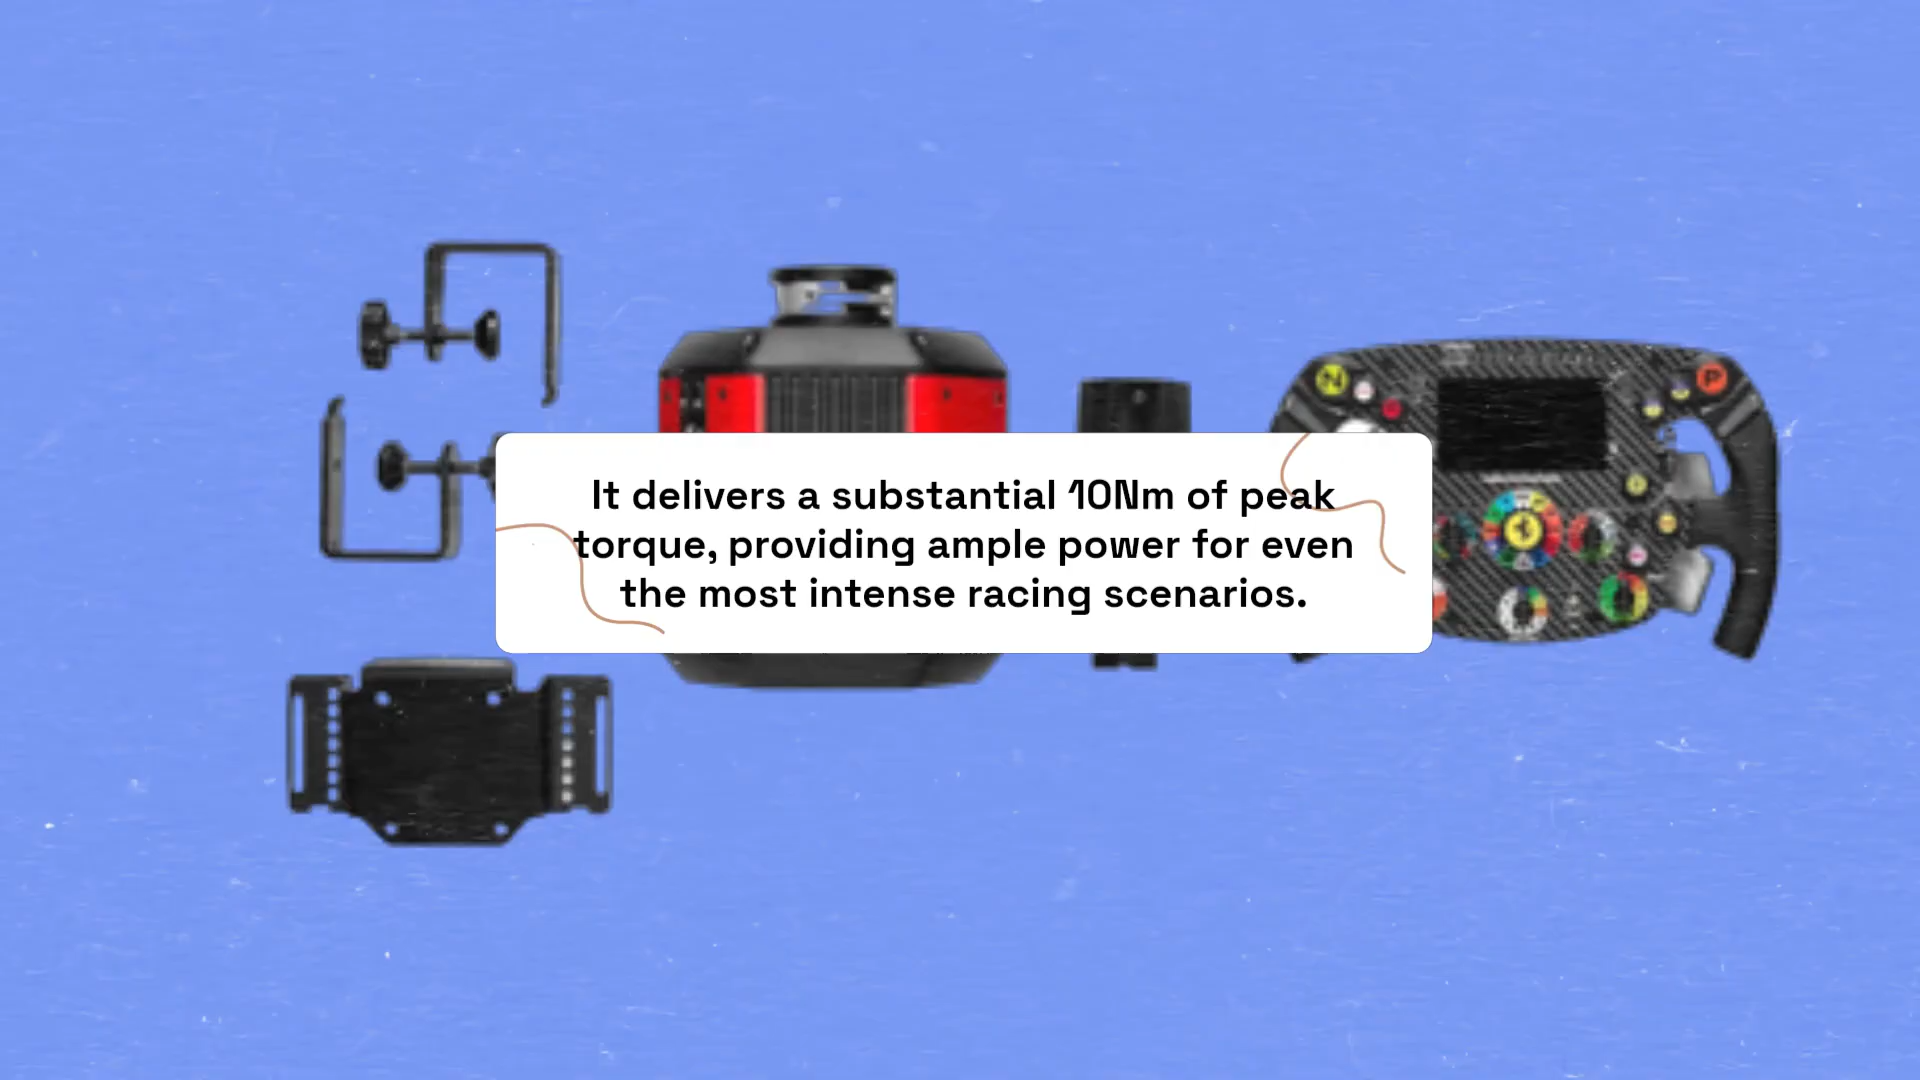 It delivers a substantial 10Nm of peak
torque, providing ample power for even
the most intense racing scenarios.
N
P